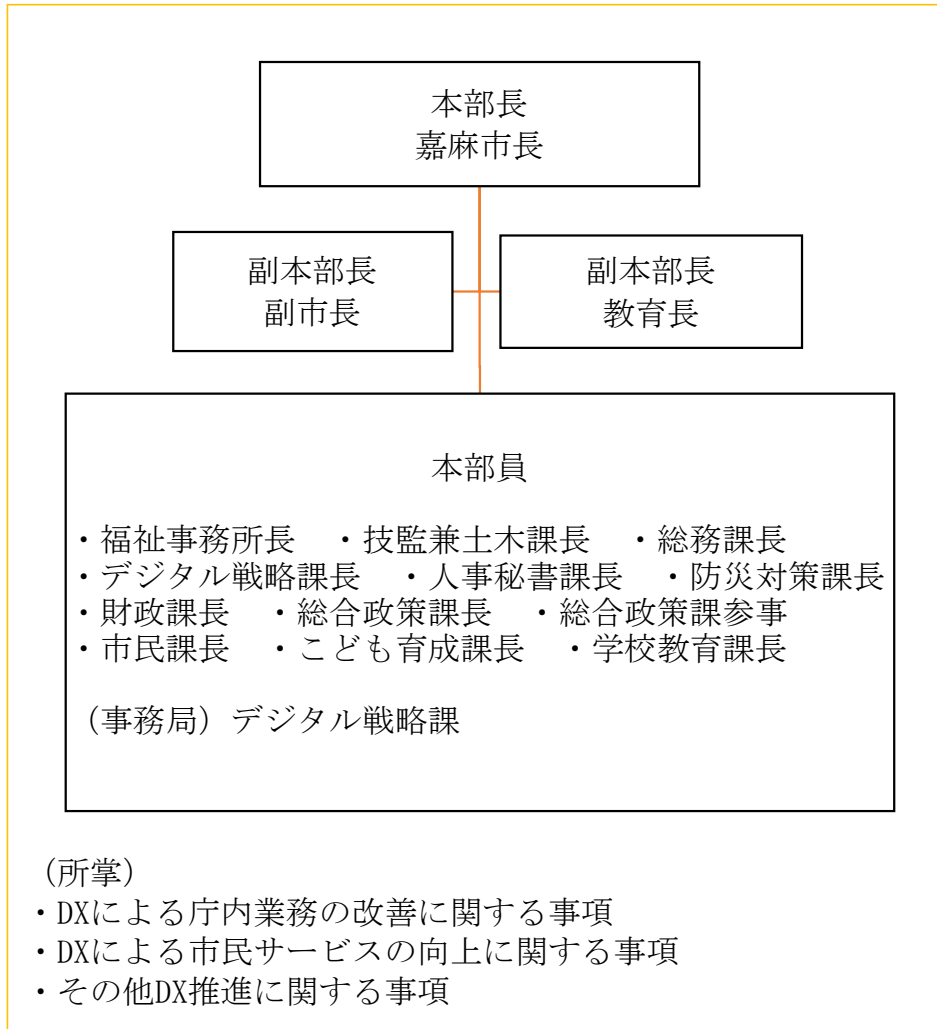 本部長
嘉麻市長
副本部長
副市長
副本部長
教育長
本部員
・福祉事務所長　・技監兼土木課長　・総務課長
・デジタル戦略課長　・人事秘書課長　・防災対策課長
・財政課長　・総合政策課長　・総合政策課参事
・市民課長　・こども育成課長　・学校教育課長
（事務局）デジタル戦略課
（所掌）
・DXによる庁内業務の改善に関する事項
・DXによる市民サービスの向上に関する事項
・その他DX推進に関する事項